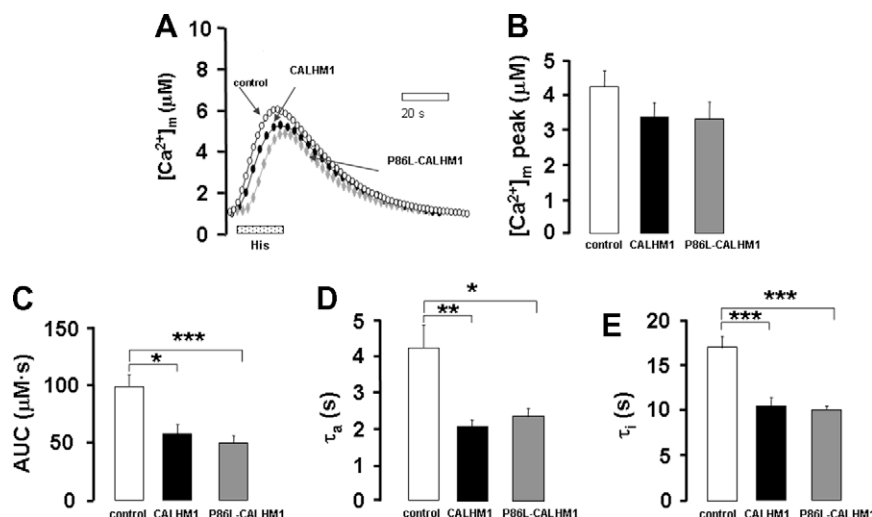 A
[Ca²⁺]ₘ (μM)
10
8
6
4
2
0
control
CALHM1
20 s
P86L-CALHM1
His
B
[Ca²⁺]ₘ peak (μM)
5
4
3
2
1
0
control
CALHM1
P86L-CALHM1
C
AUC (μM·s)
150
100
50
0
***
*
control
CALHM1
P86L-CALHM1
D
τₐ (s)
6
5
4
3
2
1
0
*
**
control
CALHM1
P86L-CALHM1
E
τᵢ (s)
20
15
10
5
0
***
***
control
CALHM1
P86L-CALHM1